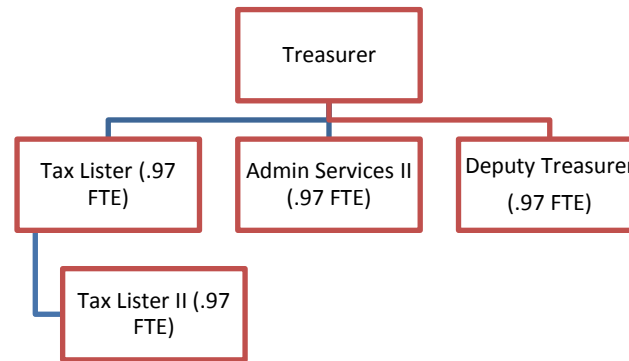 Treasurer
Tax Lister (.97
FTE)
Admin Services II
(.97 FTE)
Deputy Treasurer
(.97 FTE)
Tax Lister II (.97
FTE)